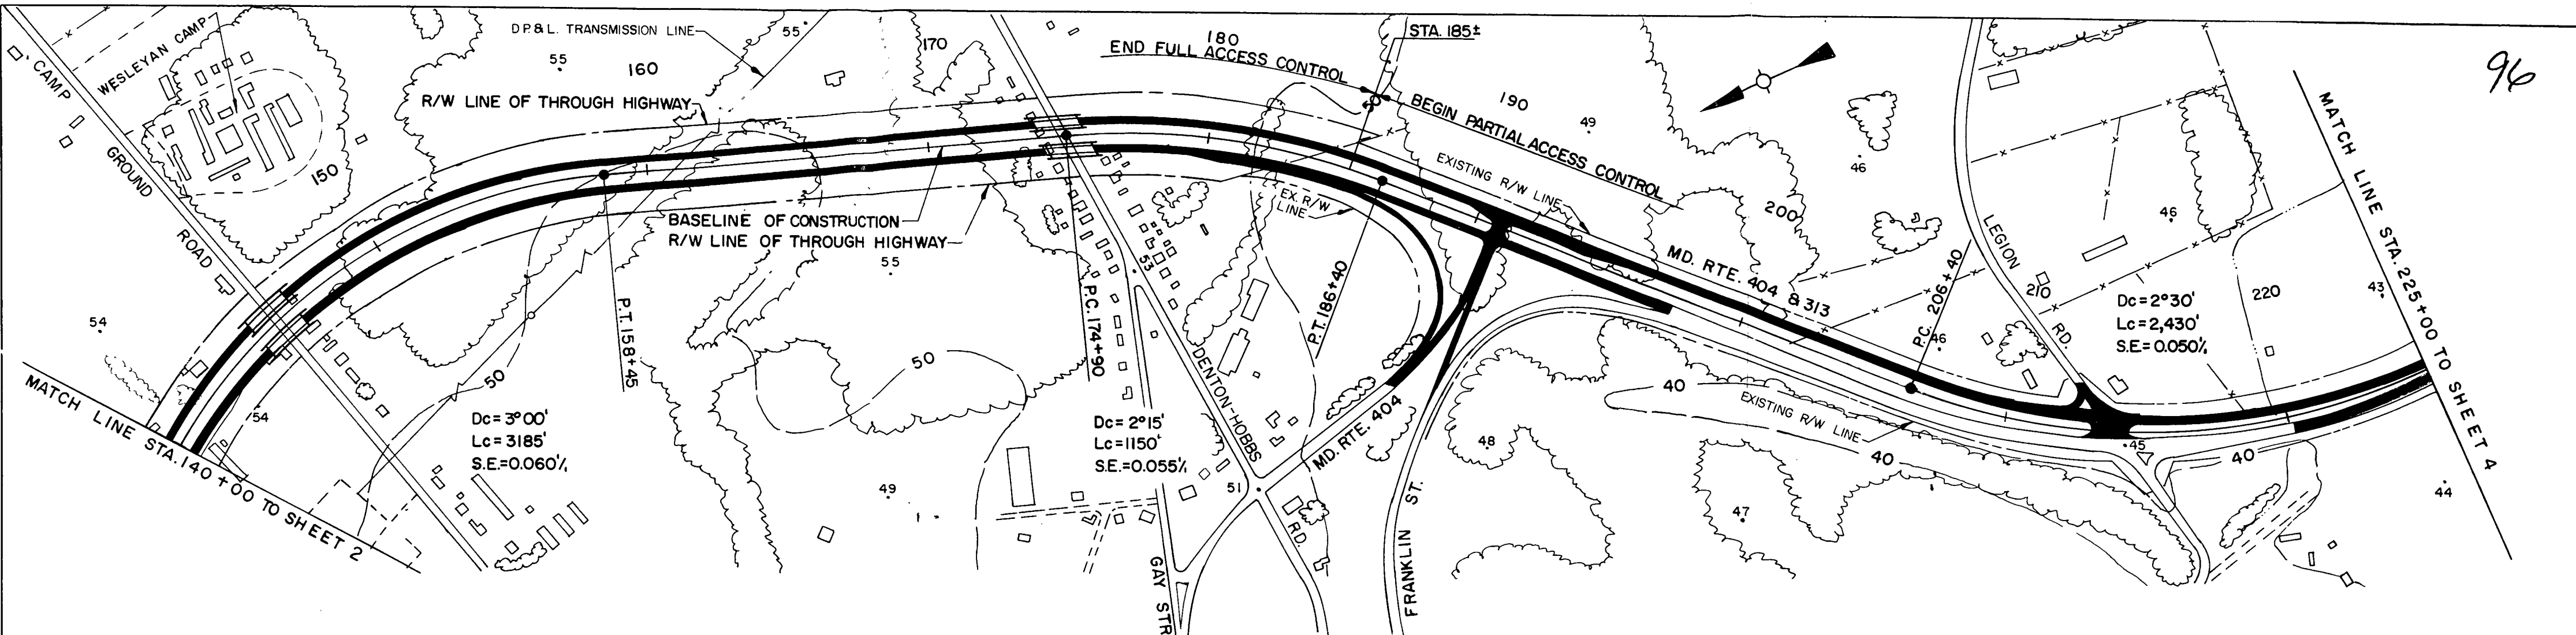 96
WESLEYAN CAMP
CAMP GROUND ROAD
D.P.& L. TRANSMISSION LINE
55
55
160
150
170
180
END FULL ACCESS CONTROL
STA. 185±
BEGIN PARTIAL ACCESS CONTROL
190
49
46
R/W LINE OF THROUGH HIGHWAY
BASELINE OF CONSTRUCTION
R/W LINE OF THROUGH HIGHWAY
55
EX. R/W
LINE
EXISTING R/W LINE
200
MD. RTE. 404 & 313
LEGION RD.
46
210
220
43
MATCH LINE STA. 225+00 TO SHEET 4
Dc=2°30'
Lc=2,430'
S.E.=0.050'/,
P.C. 206+40
46
P.T. 186+40
P.C. 174+90
P.T. 158+45
53
54
54
MATCH LINE STA. 140+00 TO SHEET 2
50
50
Dc=3°00'
Lc=3185'
S.E.=0.060'/,
Dc=2°15'
Lc=1150'
S.E.=0.055'/,
DENTON-HOBBS RD.
51
49
MD. RTE. 404
GAY STR
FRANKLIN ST.
48
47
40
EXISTING R/W LINE
40
45
40
44